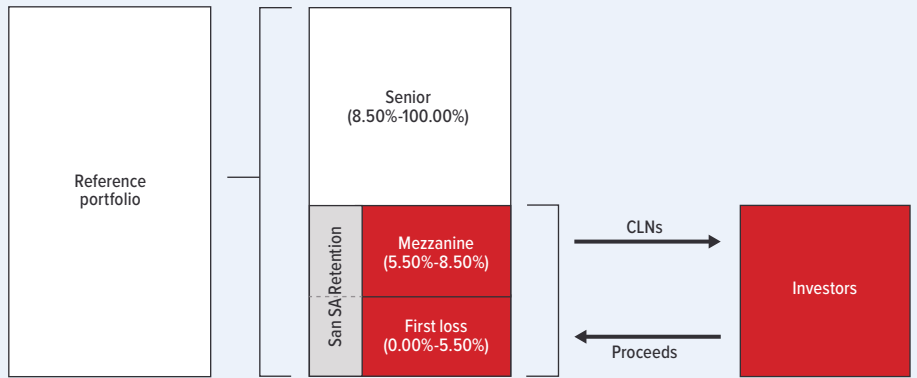 Reference
portfolio
Senior
(8.50%-100.00%)
San SA Retention
Mezzanine
(5.50%-8.50%)
First loss
(0.00%-5.50%)
CLNs
Proceeds
Investors